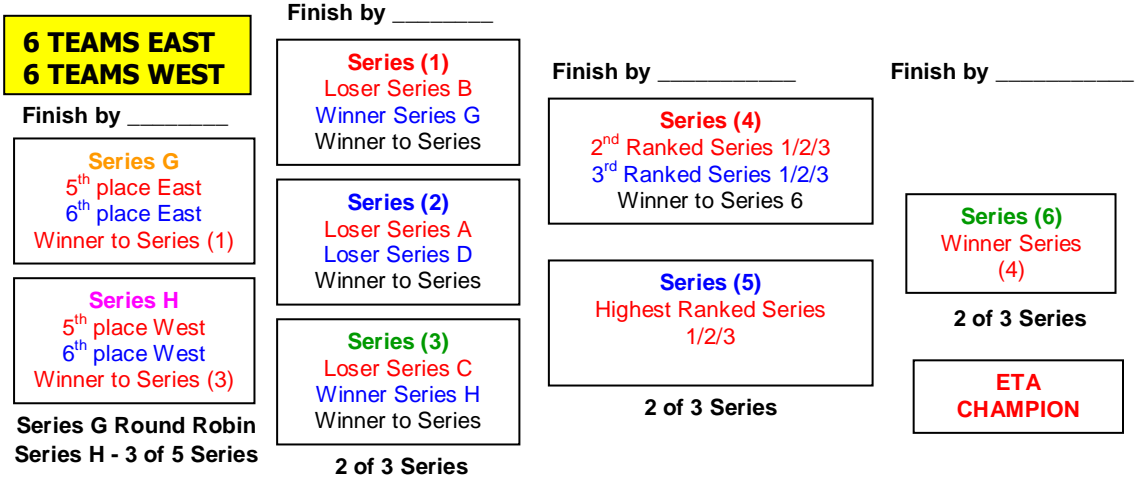 6 TEAMS EAST
6 TEAMS WEST
Finish by ________
Series G
5th place East
6th place East
Winner to Series (1)
Series H
5th place West
6th place West
Winner to Series (3)
Series G Round Robin
Series H - 3 of 5 Series
Finish by ________
Series (1)
Loser Series B
Winner Series G
Winner to Series
Series (2)
Loser Series A
Loser Series D
Winner to Series
Series (3)
Loser Series C
Winner Series H
Winner to Series
2 of 3 Series
Finish by __________
Series (4)
2nd Ranked Series 1/2/3
3rd Ranked Series 1/2/3
Winner to Series 6
Series (5)
Highest Ranked Series
1/2/3
2 of 3 Series
Finish by __________
Series (6)
Winner Series
(4)
2 of 3 Series
ETA
CHAMPION